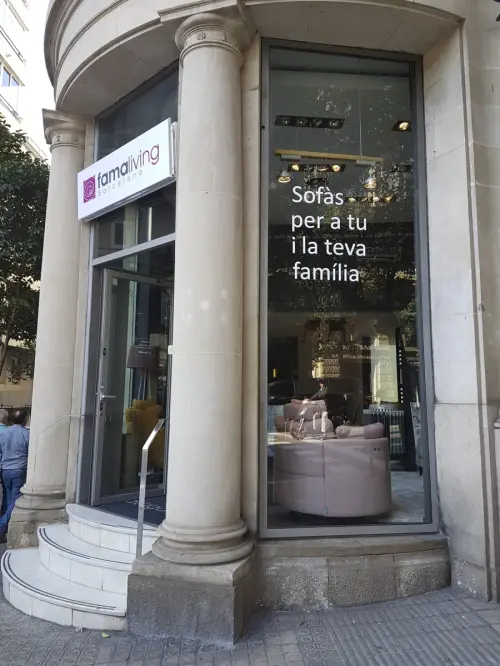 famaliving
Barcelona
Sofàs
per a tu
i la teva
família